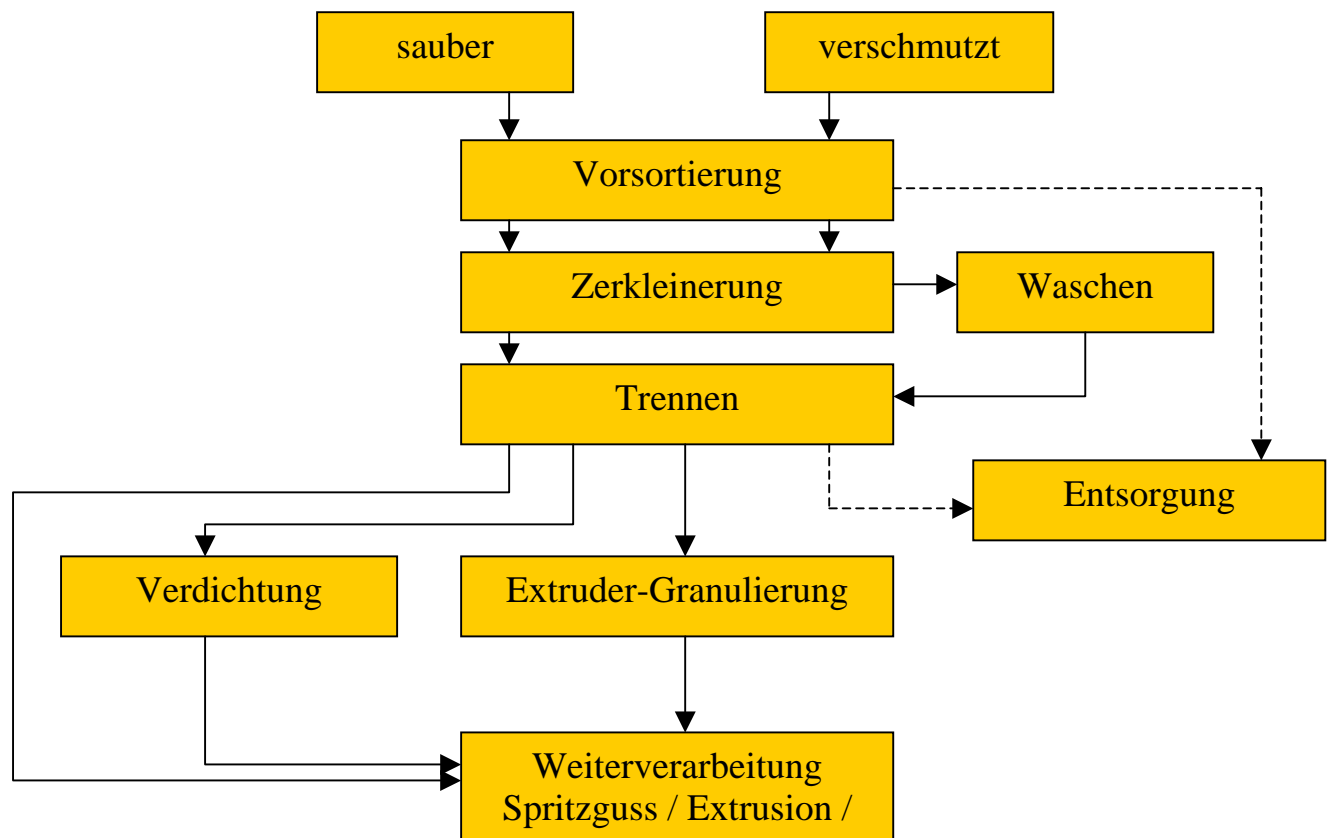 sauber
verschmutzt
Vorsortierung
Zerkleinerung
Waschen
Trennen
Entsorgung
Verdichtung
Extruder-Granulierung
Weiterverarbeitung
Spritzguss / Extrusion /